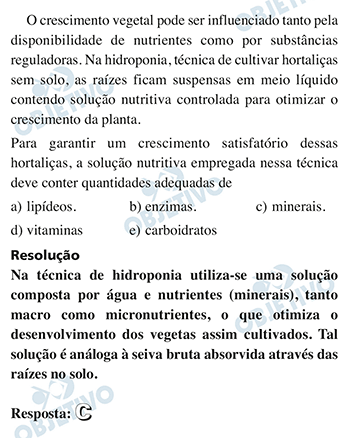 O crescimento vegetal pode ser influenciado tanto pela
disponibilidade de nutrientes como por substâncias
reguladoras. Na hidroponia, técnica de cultivar hortaliças
sem solo, as raízes ficam suspensas em meio líquido
contendo solução nutritiva controlada para otimizar o
crescimento da planta.
Para garantir um crescimento satisfatório dessas
hortaliças, a solução nutritiva empregada nessa técnica
deve conter quantidades adequadas de
a) lipídeos. b) enzimas. c) minerais.
d) vitaminas e) carboidratos
Resolução
Na técnica de hidroponia utiliza-se uma solução
composta por água e nutrientes (minerais), tanto
macro como micronutrientes, o que otimiza o
desenvolvimento dos vegetas assim cultivados. Tal
solução é análoga à seiva bruta absorvida através das
raízes no solo.
Resposta: C
OBJETIVO
OBJETIVO
OBJETIVO
OBJETIVO
OBJETIVO